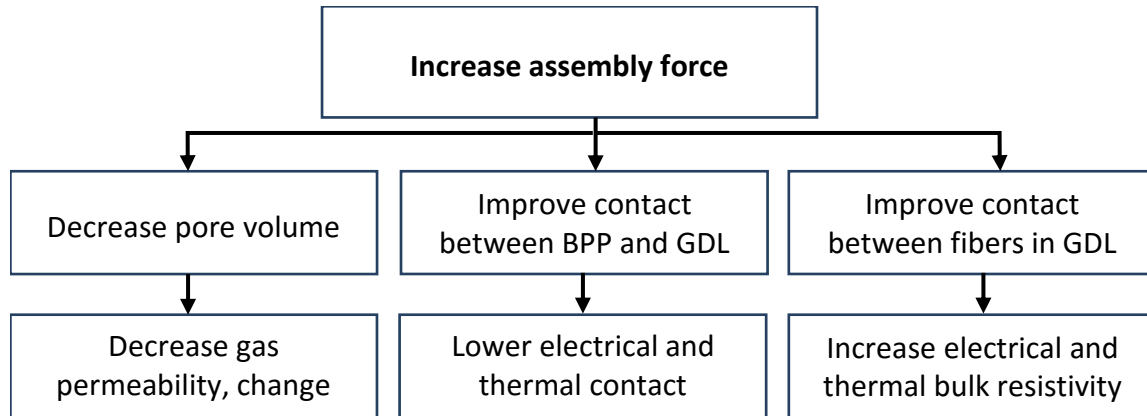 Increase assembly force
Decrease pore volume
Improve contact
between BPP and GDL
Improve contact
between fibers in GDL
Decrease gas
permeability, change
Lower electrical and
thermal contact
Increase electrical and
thermal bulk resistivity